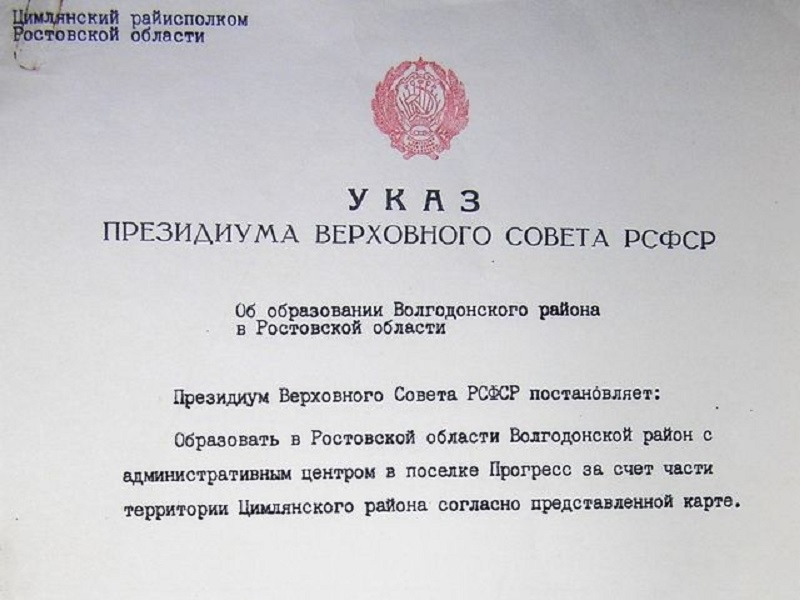 Цимлянский райисполком
Ростовской области
УКАЗ
ПРЕЗИДИУМА ВЕРХОВНОГО СОВЕТА РСФСР
Об образовании Волгодонского района
в Ростовской области
Президиум Верховного Совета РСФСР постановляет:
Образовать в Ростовской области Волгодонской район с
административным центром в поселке Прогресс за счет части
территории Цимлянского района согласно представленной карте.